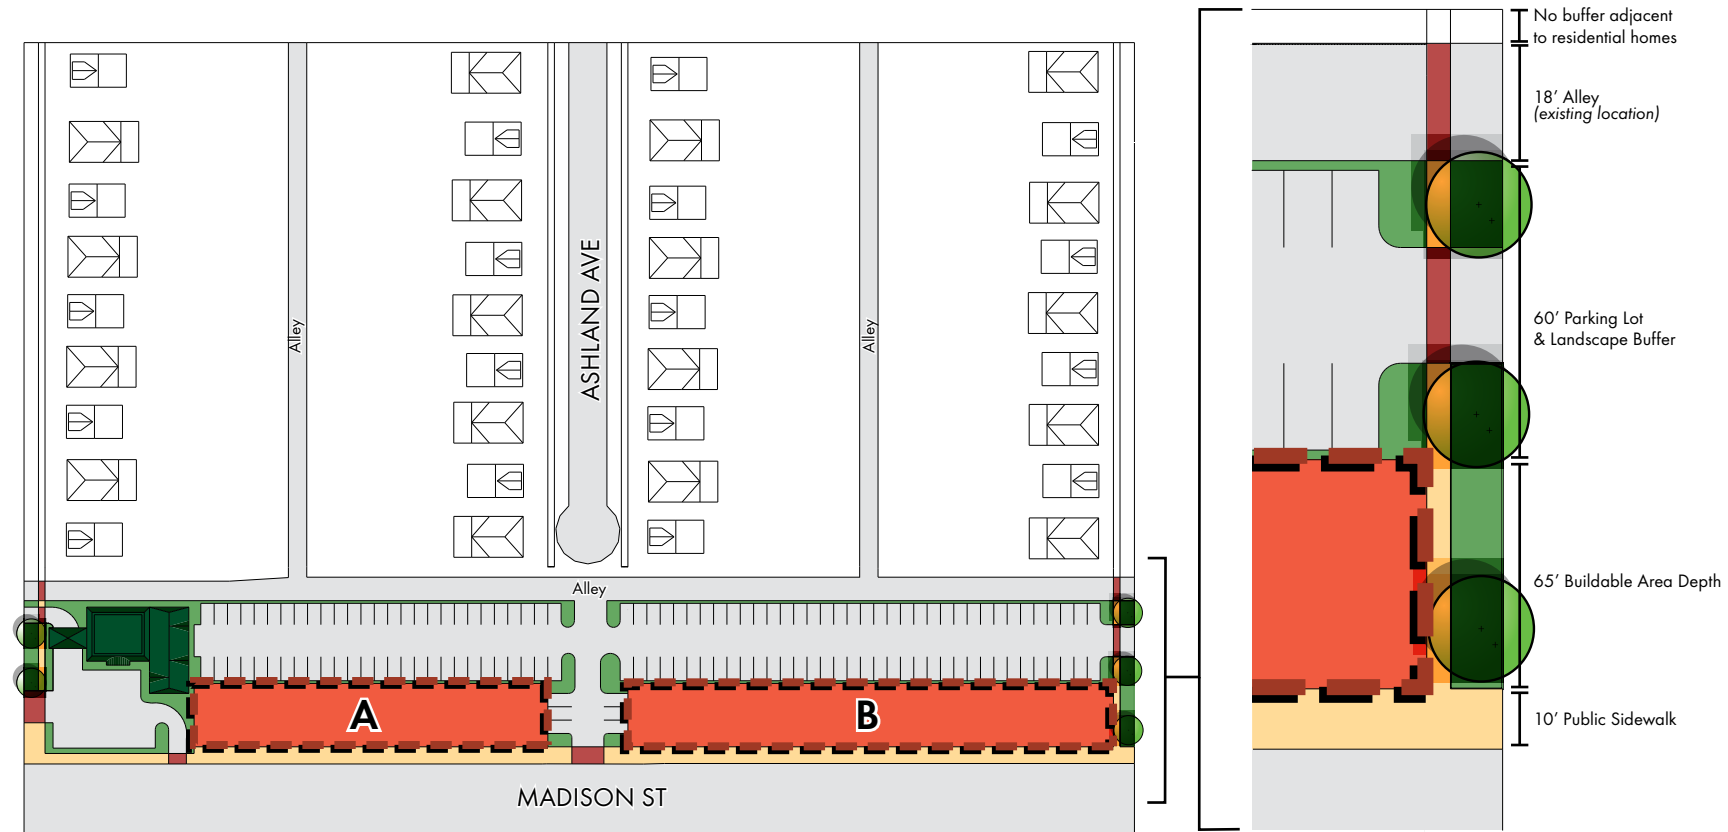 No buffer adjacent
to residential homes
18’ Alley
(existing location)
ASHLAND AVE
Alley
Alley
60’ Parking Lot
& Landscape Buffer
Alley
65’ Buildable Area Depth
A
B
10’ Public Sidewalk
MADISON ST